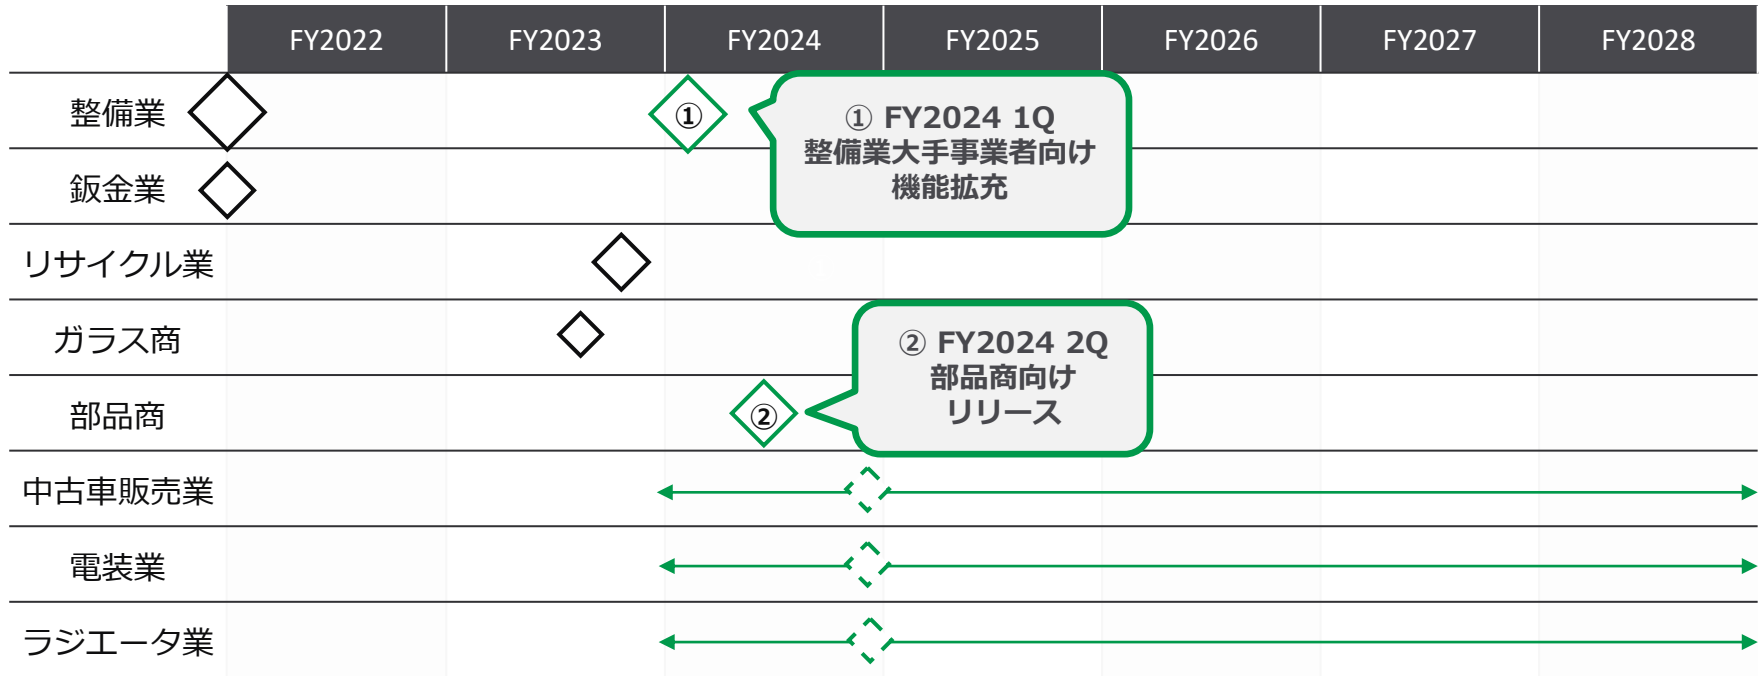 FY2022 FY2023 FY2024 FY2025 FY2026 FY2027 FY2028
整備業
①
① FY2024 1Q
整備業大手事業者向け
機能拡充
鈑金業
リサイクル業
ガラス商
② FY2024 2Q
部品商向け
リリース
部品商
②
中古車販売業
電装業
ラジエータ業